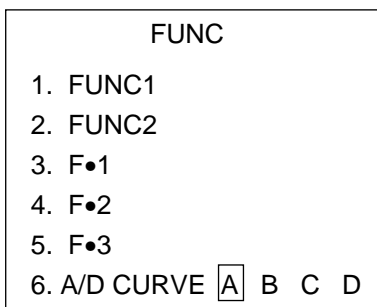 FUNC
1. FUNC1
2. FUNC2
3. F•1
4. F•2
5. F•3
6. A/D CURVE A B C D